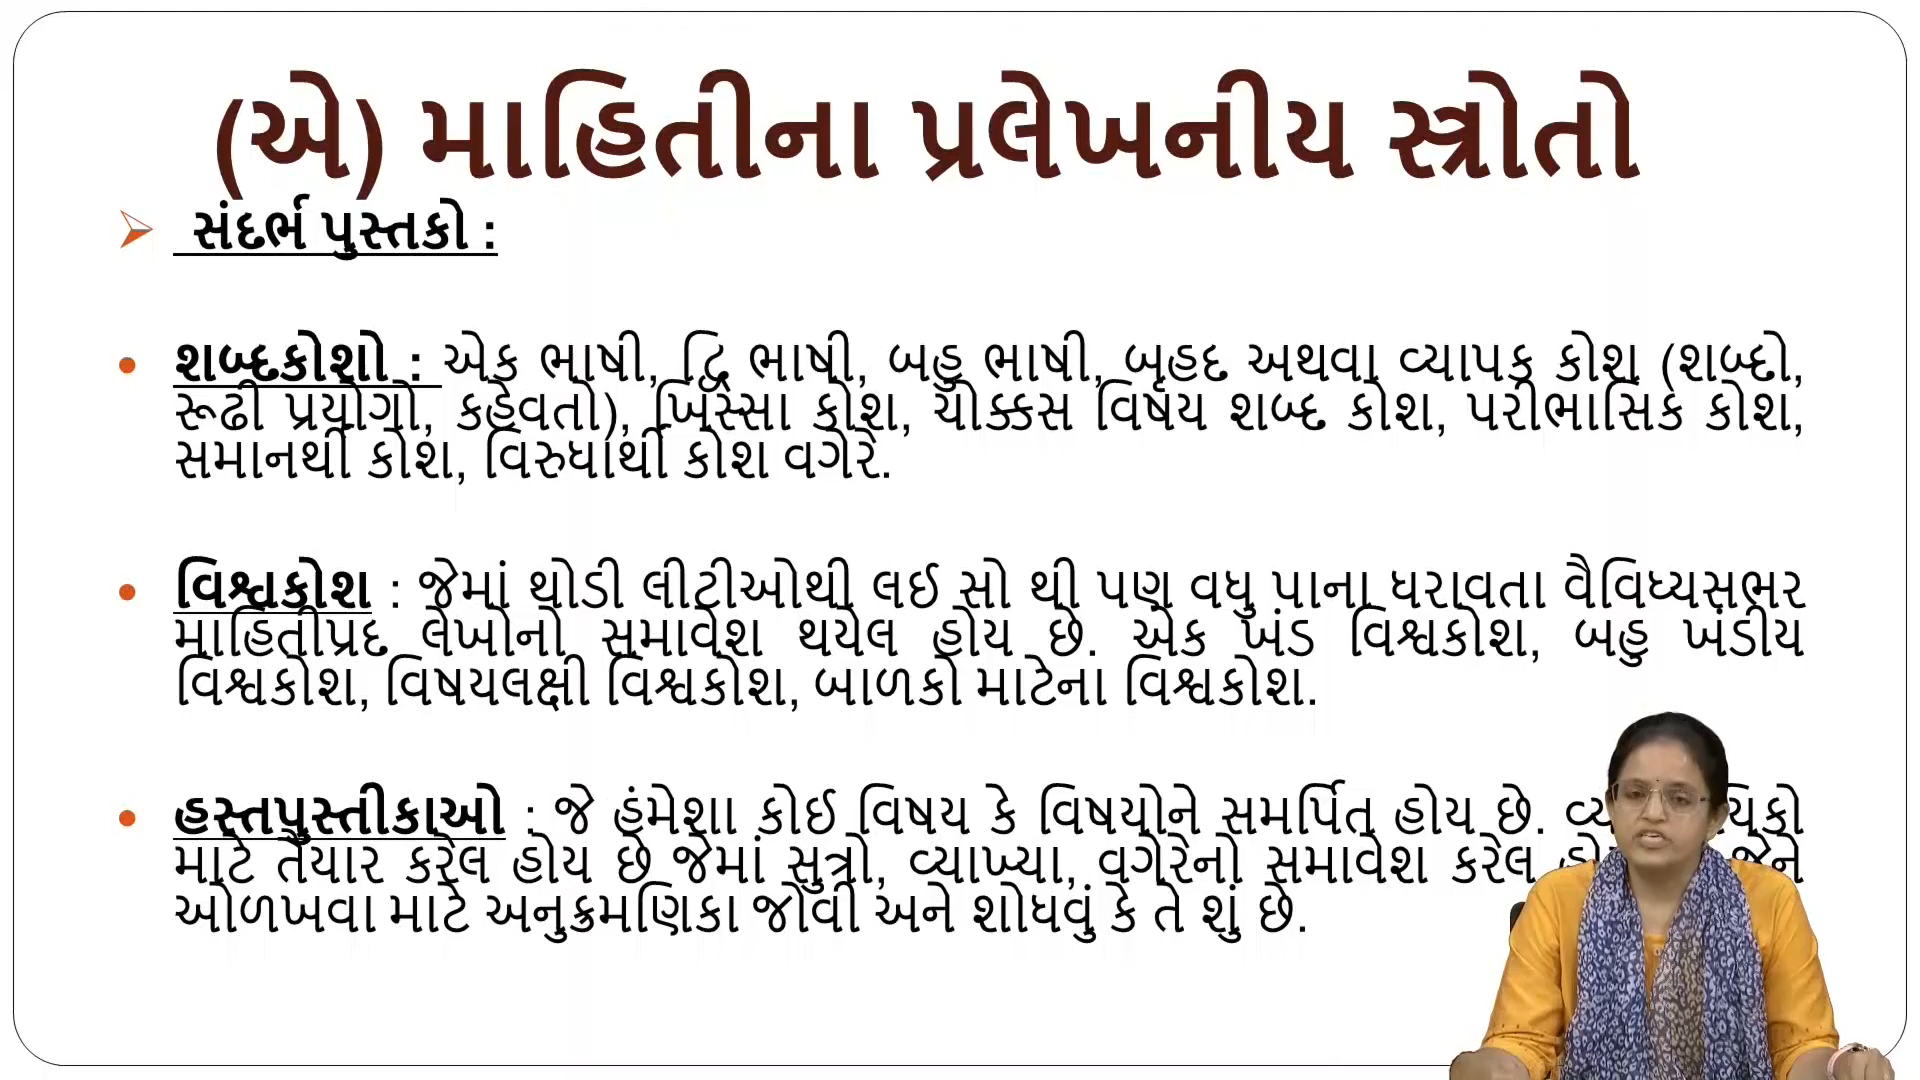 (એ) માહિતીના પ્રલેખનીય સ્ત્રોતો
સંદર્ભ પુસ્તકો :
શબ્દકોશો : એક ભાષી, દ્વિ ભાષી, બહુ ભાષી, બૃહદ અથવા વ્યાપક કોશ (શબ્દો,
રૂઢી પ્રયોગો, કહેવતો), ખિસ્સા કોશ, ચોક્કસ વિષય શબ્દ કોશ, પરીભાસિક કોશ,
સમાનર્થી કોશ, વિરુધાર્થી કોશ વગેરે.
વિશ્વકોશ : જેમાં થોડી લીટીઓથી લઈ સો થી પણ વધુ પાના ધરાવતા વૈવિધ્યસભર
માહિતીપ્રદ લેખોનો સમાવેશ થયેલ હોય છે. એક ખંડ વિશ્વકોશ, બહુ ખંડીય
વિશ્વકોશ, વિષયલક્ષી વિશ્વકોશ, બાળકો માટેના વિશ્વકોશ.
હસ્તપુસ્તીકાઓ : જે હંમેશા કોઈ વિષય કે વિષયોને સમર્પિત હોય છે.
માટે તૈયાર કરેલ હોય છે જેમાં સુત્રો, વ્યાખ્યા, વગેરેનો સમાવેશ કરેલ જેને
ઓળખવા માટે અનુક્રમણિકા જોવી અને શોધવું કે તે શું છે.